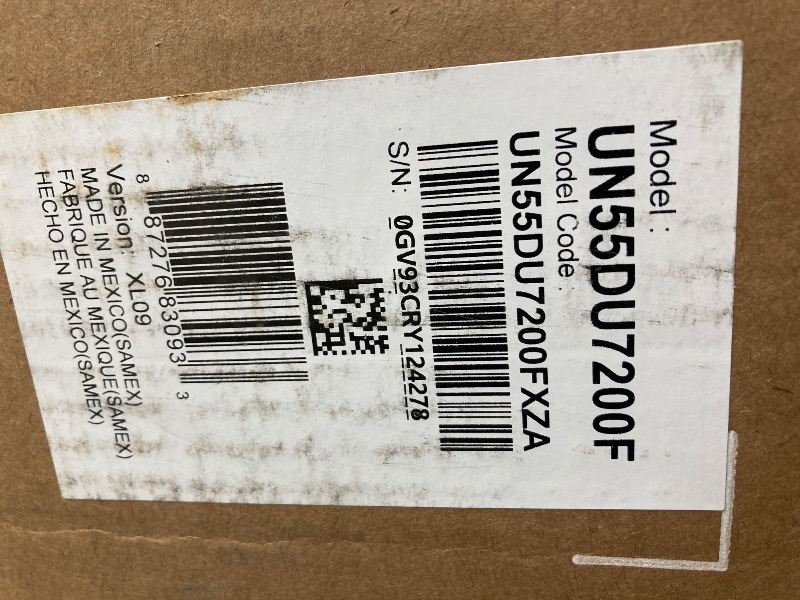 Model :
UN55DU7200F
Model Code :
UN55DU7200FXZA
S/N: 0GV93CRY124278
8 87276 83093 3
Version: XL09
MADE IN MEXICO(SAMEX)
FABRIQUE AU MEXIQUE(SAMEX)
HECHO EN MEXICO(SAMEX)